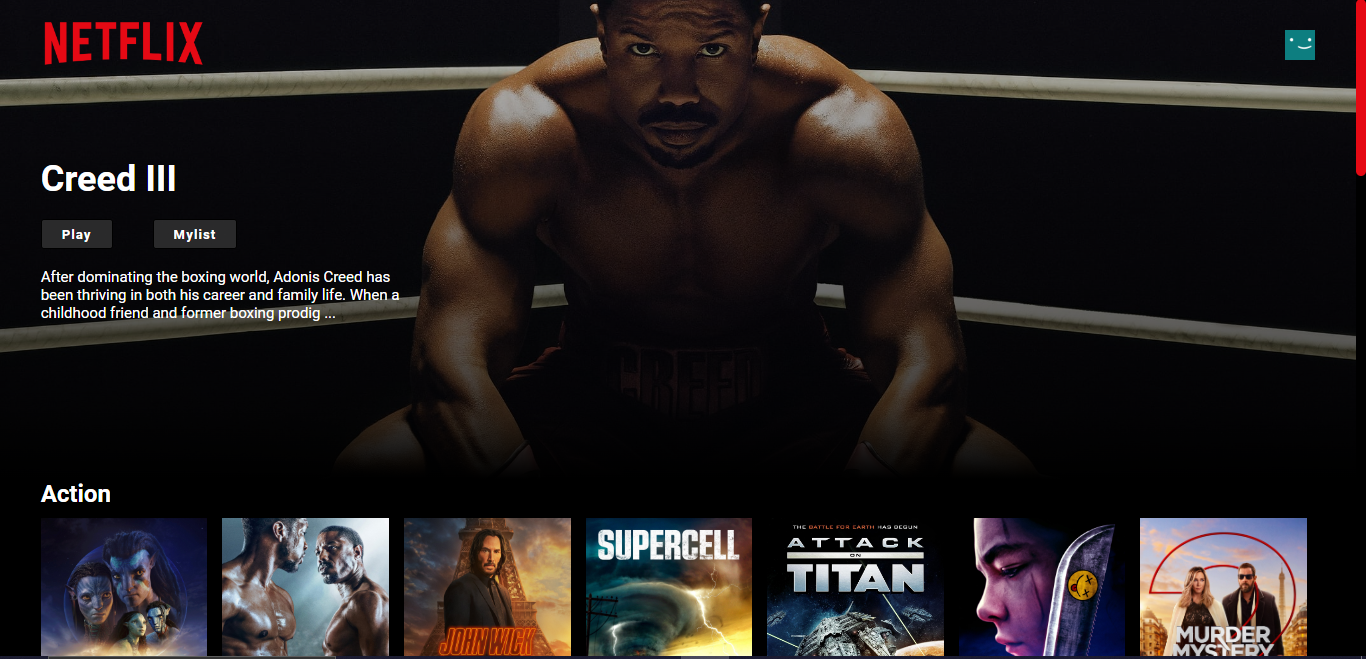 NETFLIX
Creed III
Play
Mylist
After dominating the boxing world, Adonis Creed has
been thriving in both his career and family life. When a
childhood friend and former boxing prodig ...
CREED
Action
JOHN WICK
SUPERCELL
THE BATTLE FOR EARTH HAS BEGUN
ATTACK
ON
TITAN
2
MURDER
MYSTERY